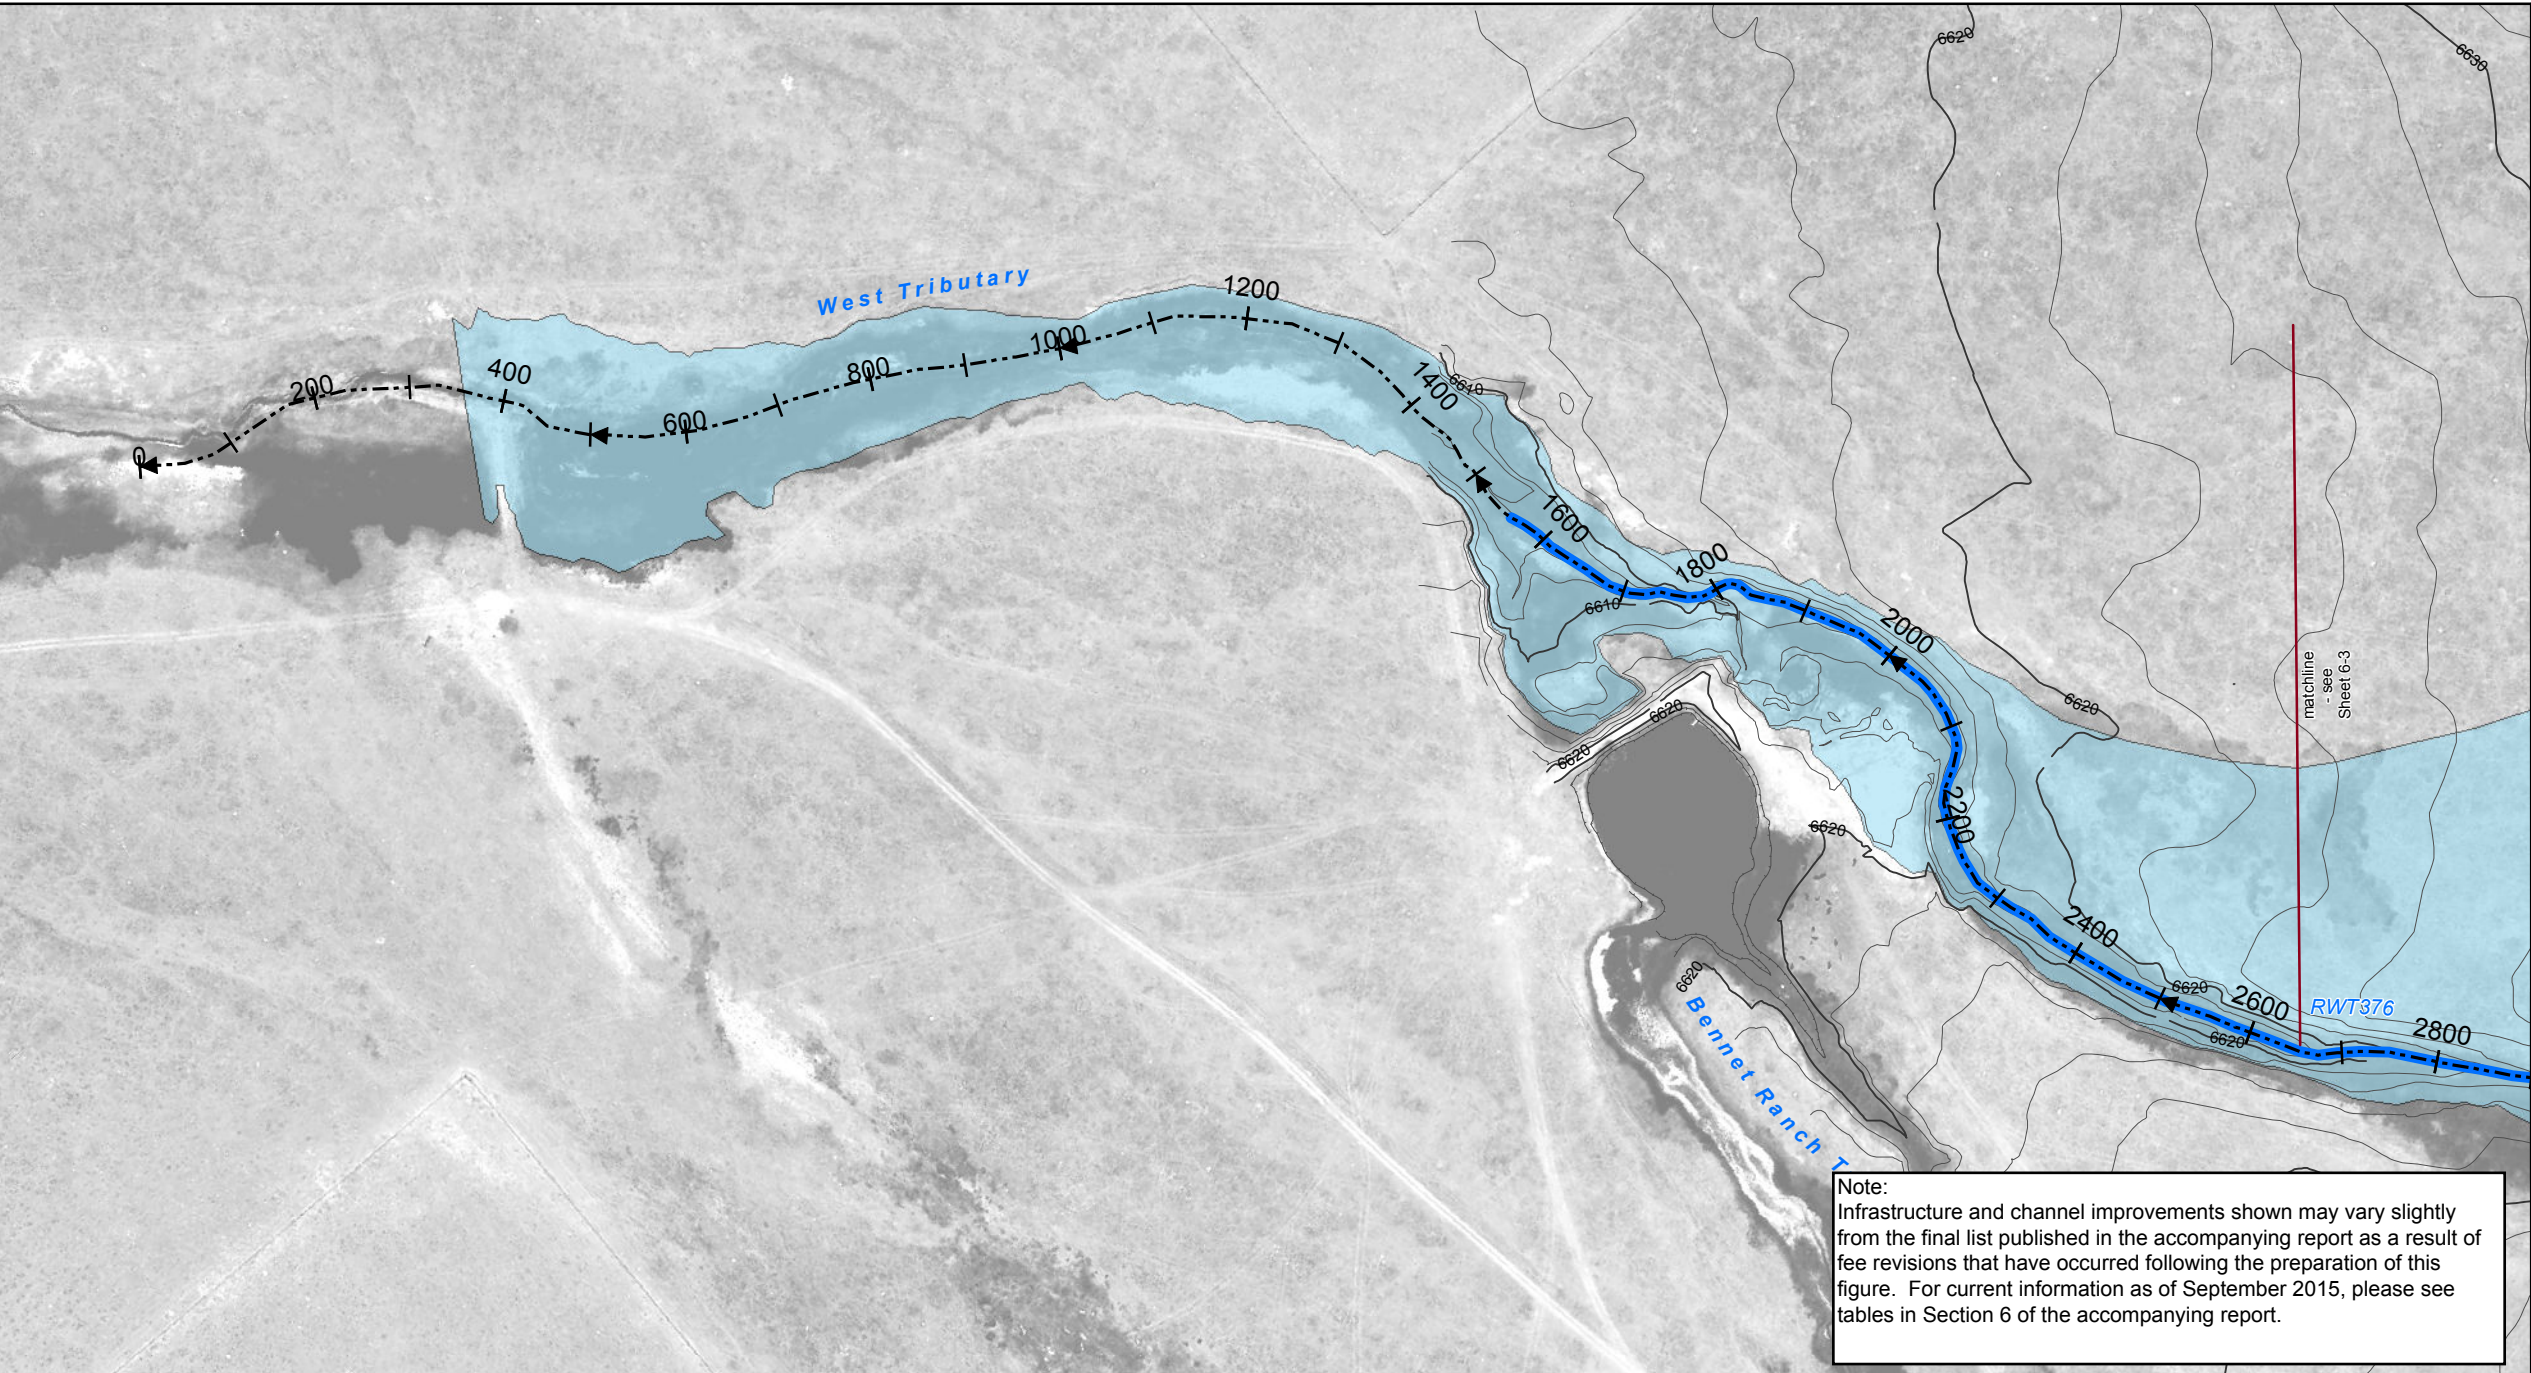 6620
6630
West Tributary
1200
1000
800
600
400
200
0
1400
6610
1600
1800
6610
2000
matchline
- see
Sheet 6-3
6620
6620
6620
2200
6620
2400
6620
2600
RWT376
2800
6620
6620
Bennet Ranch T
Note:
Infrastructure and channel improvements shown may vary slightly
from the final list published in the accompanying report as a result of
fee revisions that have occurred following the preparation of this
figure. For current information as of September 2015, please see
tables in Section 6 of the accompanying report.